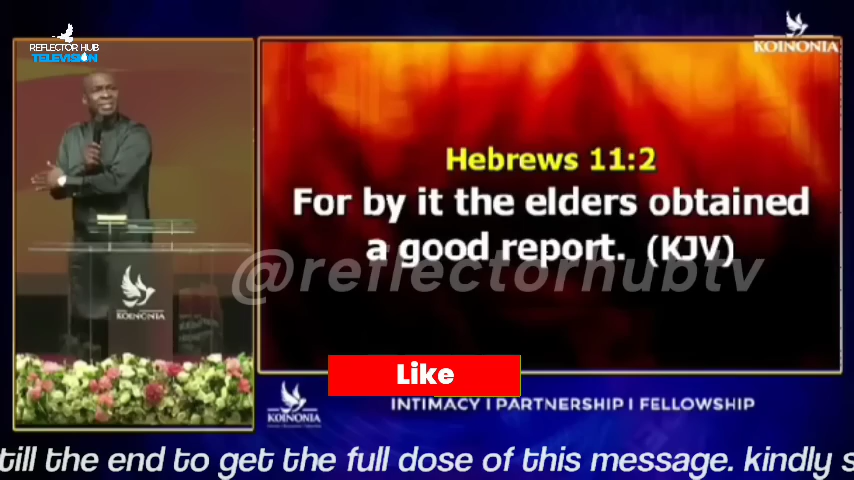 REFLECTOR HUB
TELEVISION
KOINONIA
Hebrews 11:2
For by it the elders obtained
a good report. (KJV)
@reflectorhubtv
KOINONIA
Like
KOINONIA
INTIMACY I PARTNERSHIP I FELLOWSHIP
till the end to get the full dose of this message. kindly s